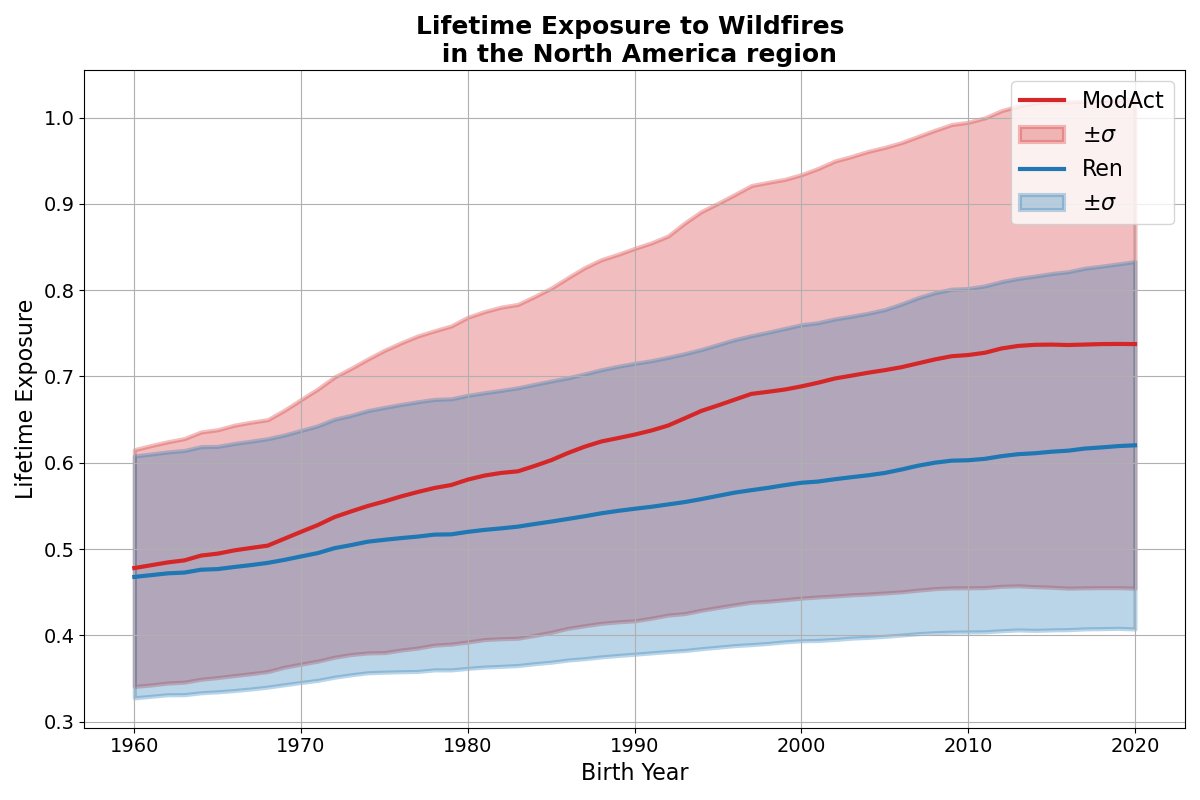 Lifetime Exposure to Wildfires
in the North America region
ModAct
±σ
Ren
±σ
Lifetime Exposure
1.0
0.9
0.8
0.7
0.6
0.5
0.4
0.3
1960 1970 1980 1990 2000 2010 2020
Birth Year